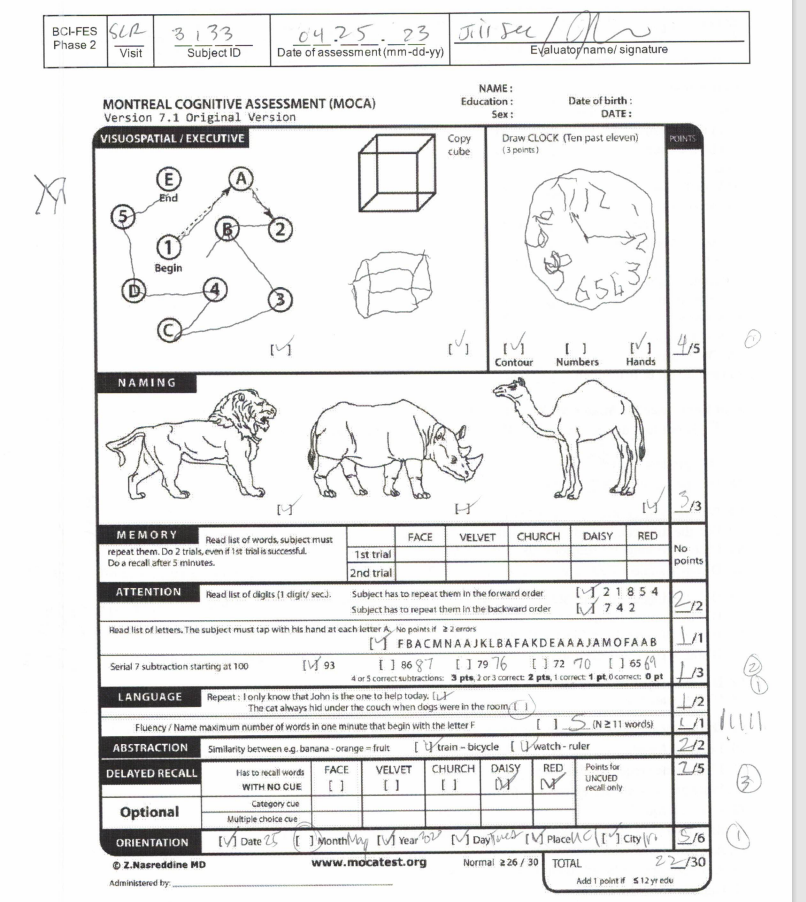 BCI-FES Phase 2 SCR Visit 3133 Subject ID 04.25.23 Date of assessment (mm-dd-yy) Evaluator name/ signature
NAME :
MONTREAL COGNITIVE ASSESSMENT (MOCA) Education : Date of birth :
Version 7.1 Original Version Sex : DATE :
VISUOSPATIAL / EXECUTIVE Copy cube Draw CLOCK (Ten past eleven) (3 points) POINTS
E End A
5 B 2
1 Begin
D 4 3
C
[✓] [✓] [✓] Contour [ ] Numbers [✓] Hands 4/5
NAMING
[✓] [✓] [✓] 3/3
MEMORY Read list of words, subject must repeat them. Do 2 trials, even if 1st trial is successful. Do a recall after 5 minutes.
FACE VELVET CHURCH DAISY RED No points
1st trial
2nd trial
ATTENTION Read list of digits (1 digit/ sec.). Subject has to repeat them in the forward order [✓] 2 1 8 5 4
Subject has to repeat them in the backward order [✓] 7 4 2 2/2
Read list of letters. The subject must tap with his hand at each letter A. No points if ≥ 2 errors
[✓] FBACMNAAJKLBAFAKDEAAAJAMOFAAB 1/1
Serial 7 subtraction starting at 100 [✓] 93 [ ] 86 87 [ ] 79 76 [ ] 72 70 [ ] 65 69
4 or 5 correct subtractions: 3 pts, 2 or 3 correct: 2 pts, 1 correct: 1 pt, 0 correct: 0 pt 1/3
LANGUAGE Repeat : I only know that John is the one to help today. [✓]
The cat always hid under the couch when dogs were in the room. [ ] 1/2
Fluency / Name maximum number of words in one minute that begin with the letter F [ ] 5 (N ≥ 11 words) /1
ABSTRACTION Similarity between e.g. banana - orange = fruit [✓] train – bicycle [✓] watch - ruler 2/2
DELAYED RECALL Has to recall words WITH NO CUE FACE [ ] VELVET [ ] CHURCH [ ] DAISY [✓] RED [✓] Points for UNCUED recall only 2/5
Optional Category cue
Multiple choice cue
ORIENTATION [✓] Date 25 [ ] Month May [✓] Year [✓] Day Tues [✓] Place [✓] City 5/6
© Z.Nasreddine MD www.mocatest.org Normal ≥ 26 / 30 TOTAL 22/30
Administered by: Add 1 point if ≤ 12 yr edu